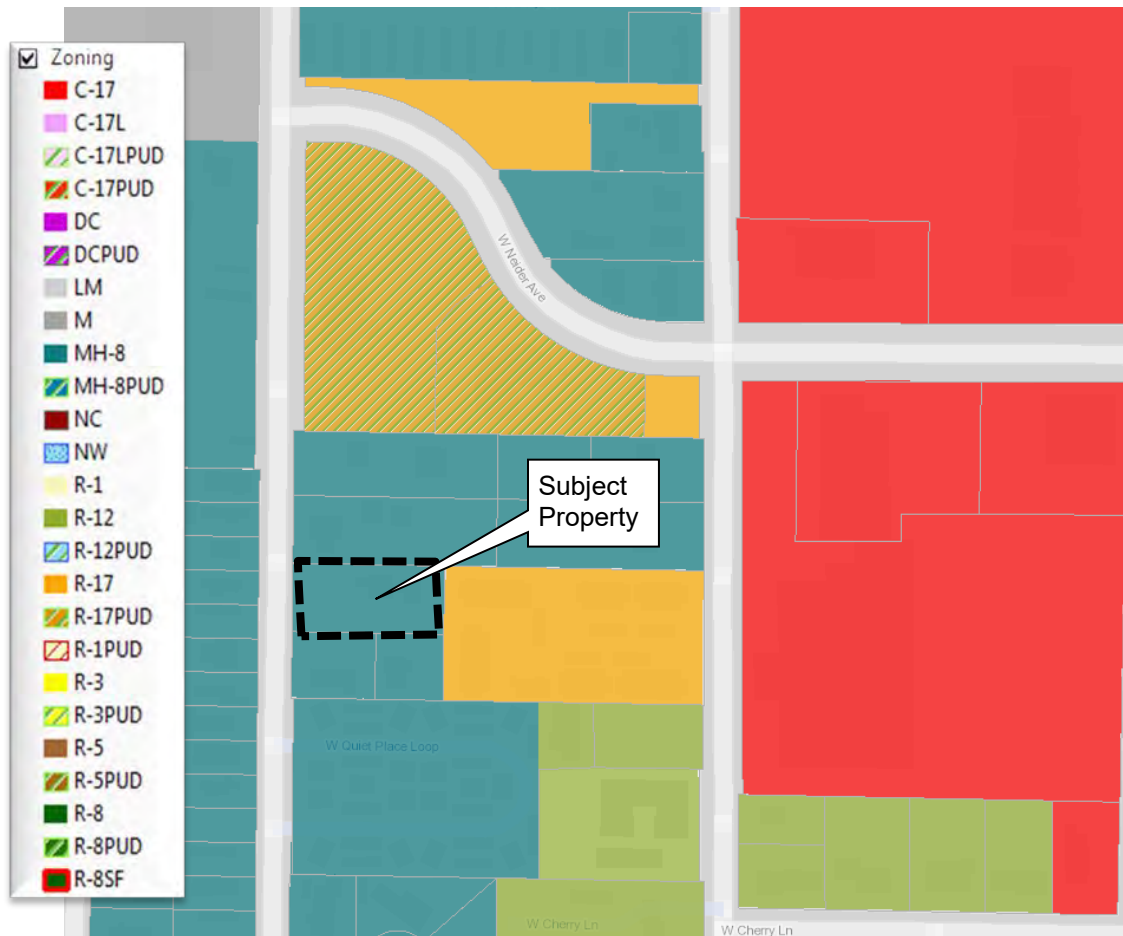 Zoning
C-17
C-17L
C-17LPUD
C-17PUD
DC
DCPUD
LM
M
MH-8
MH-8PUD
NC
NW
R-1
R-12
R-12PUD
R-17
R-17PUD
R-1PUD
R-3
R-3PUD
R-5
R-5PUD
R-8
R-8PUD
R-8SF
W Neider Ave
Subject
Property
W Quiet Place Loop
W Cherry Ln
W Cherry Ln